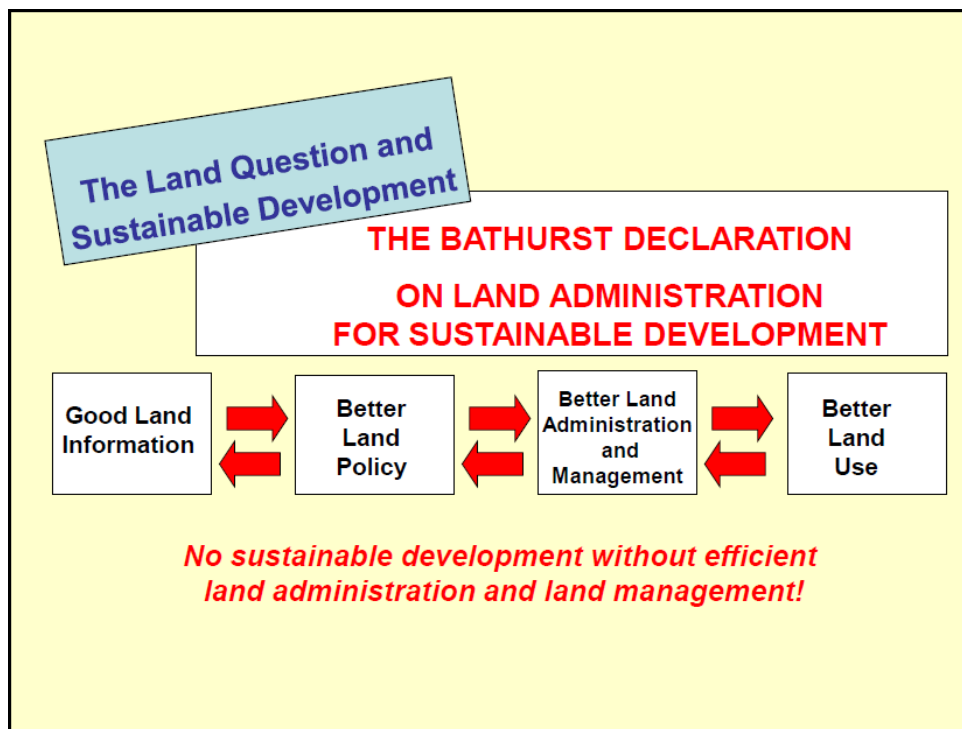 The Land Question and
Sustainable Development
THE BATHURST DECLARATION
ON LAND ADMINISTRATION
FOR SUSTAINABLE DEVELOPMENT
Good Land
Information
Better
Land
Policy
Better Land
Administration
and
Management
Better
Land
Use
No sustainable development without efficient
land administration and land management!